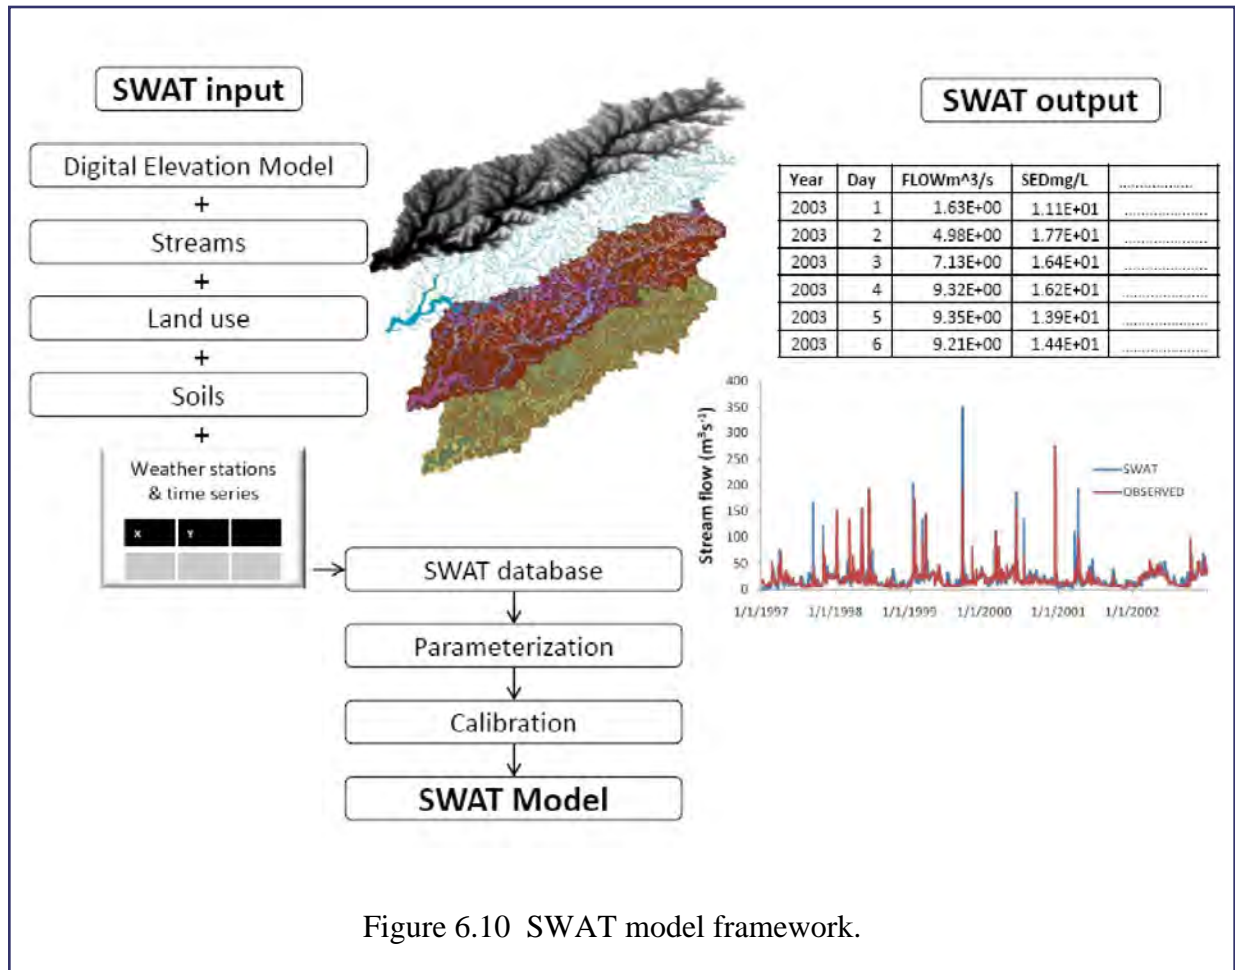 SWAT input
Digital Elevation Model
+
Streams
+
Land use
+
Soils
+
Weather stations
& time series
X Y
SWAT database
Parameterization
Calibration
SWAT Model
SWAT output
Year Day FLOWm^3/s SEDmg/L ..................
2003 1 1.63E+00 1.11E+01 .....................
2003 2 4.98E+00 1.77E+01 .....................
2003 3 7.13E+00 1.64E+01 .....................
2003 4 9.32E+00 1.62E+01 .....................
2003 5 9.35E+00 1.39E+01 .....................
2003 6 9.21E+00 1.44E+01 .....................
Stream flow (m³s⁻¹)
400
350
300
250
200
150
100
50
0
SWAT
OBSERVED
1/1/1997 1/1/1998 1/1/1999 1/1/2000 1/1/2001 1/1/2002
Figure 6.10 SWAT model framework.